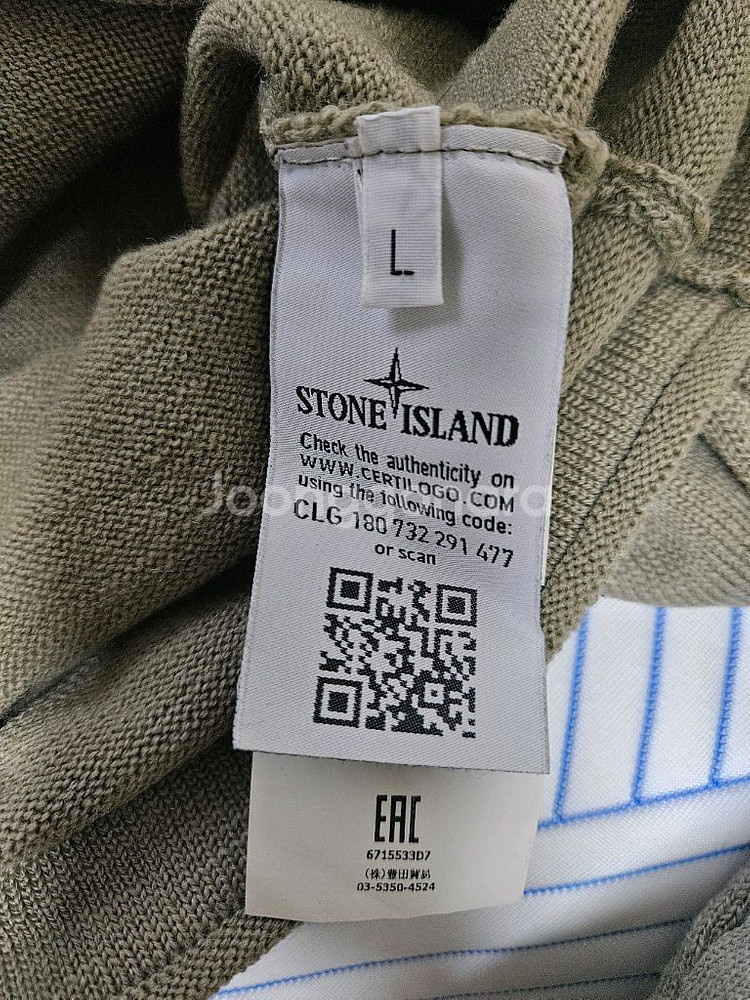 L
STONE ISLAND
Check the authenticity on
WWW.CERTILOGO.COM
using the following code:
CLG 180 732 291 477
or scan
EAC
6715533D7
(株)豊田貿易
03-5350-4524